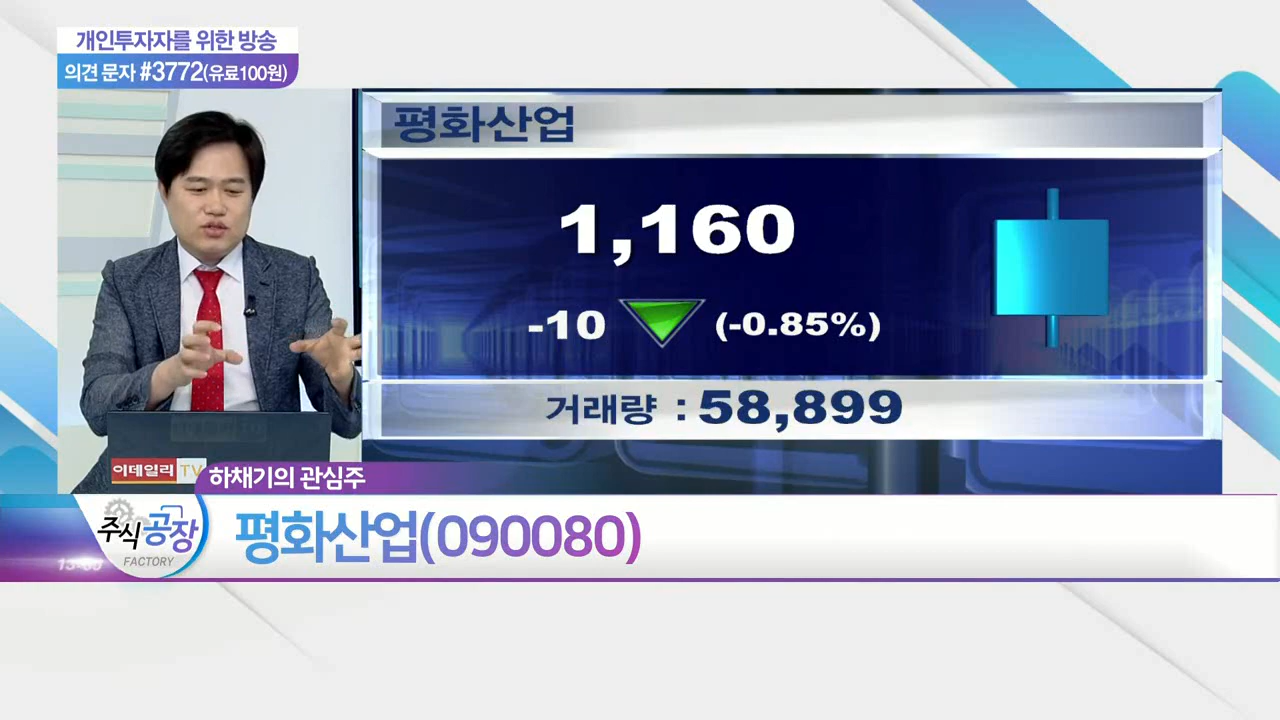 개인투자자를 위한 방송
의견 문자 #3772(유료100원)
평화산업
1,160
-10 (-0.85%)
거래량 : 58,899
이데일리TV
하채기의 관심주
주식공장
FACTORY
평화산업(090080)